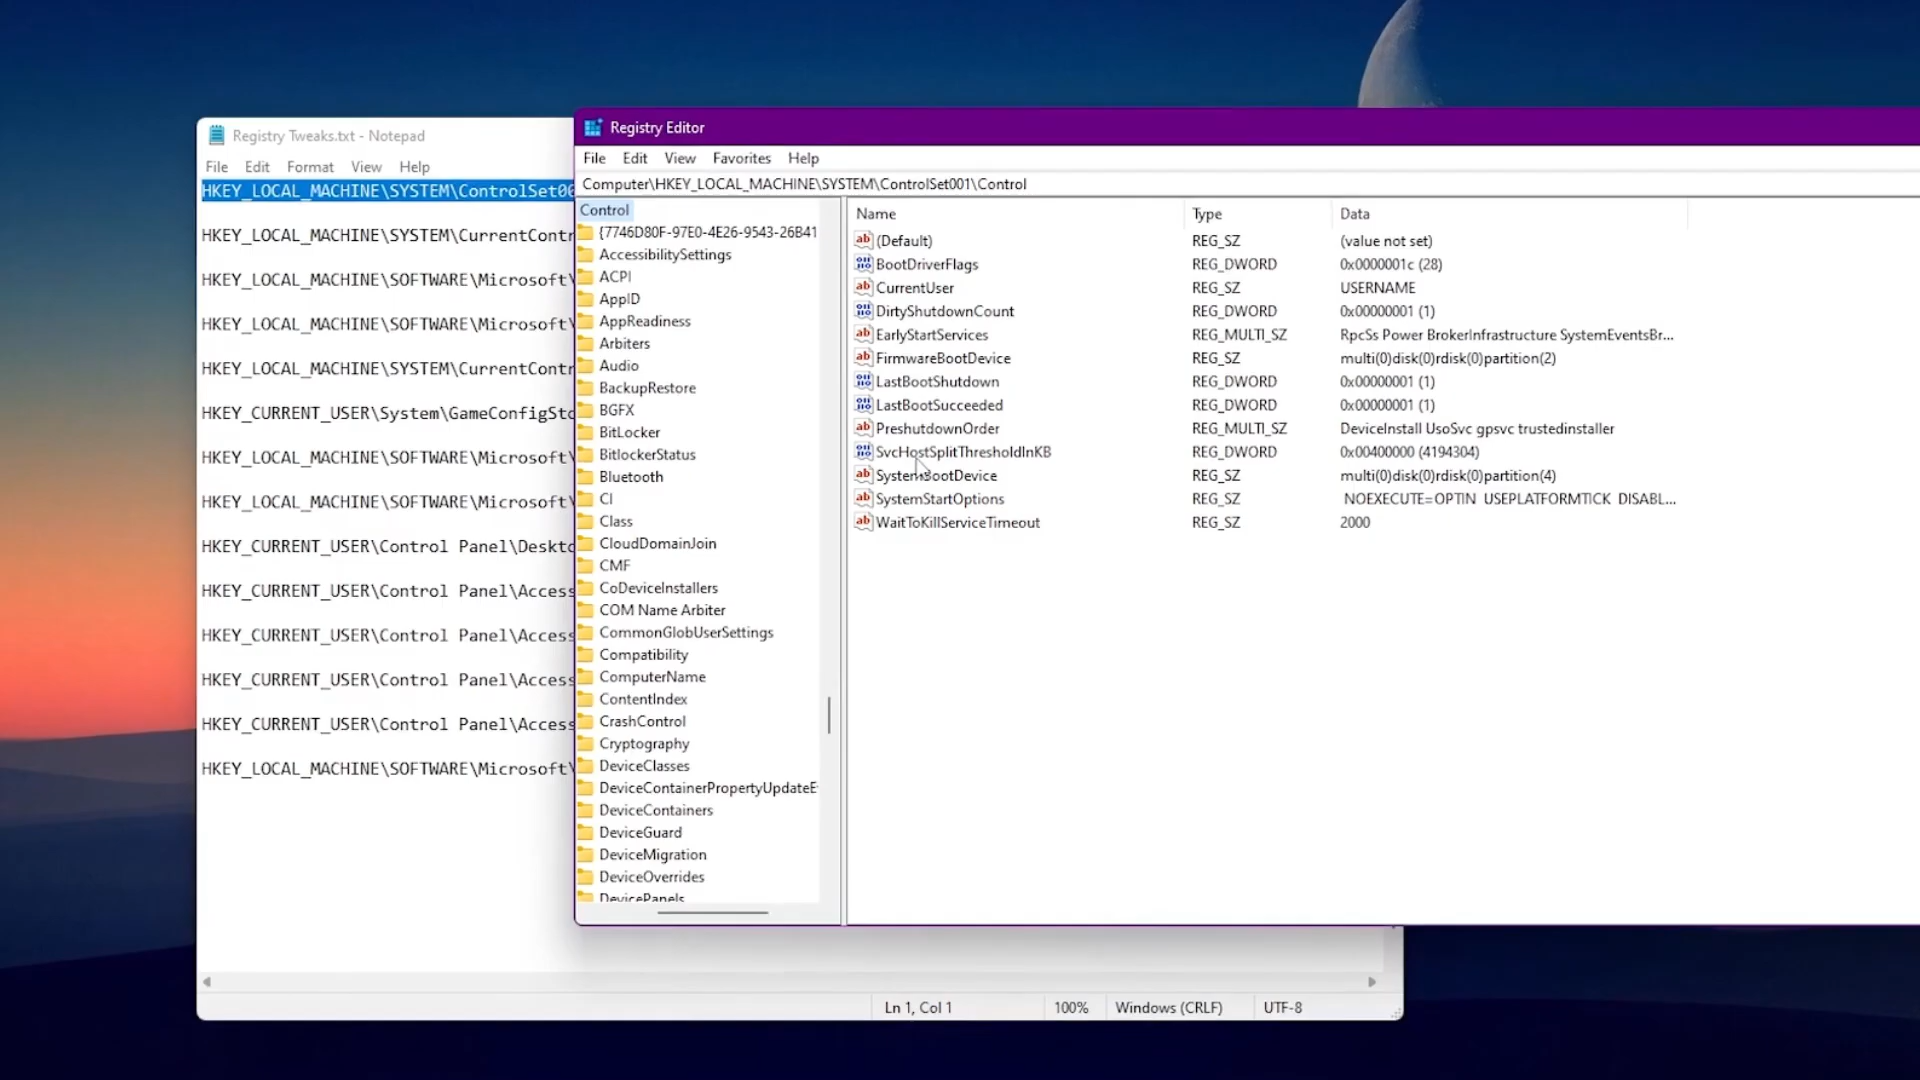 Registry Tweaks.txt - Notepad
File Edit Format View Help
HKEY_LOCAL_MACHINE\SYSTEM\ControlSet00
HKEY_LOCAL_MACHINE\SYSTEM\CurrentContr
HKEY_LOCAL_MACHINE\SOFTWARE\Microsoft\
HKEY_LOCAL_MACHINE\SOFTWARE\Microsoft\
HKEY_LOCAL_MACHINE\SYSTEM\CurrentContr
HKEY_CURRENT_USER\System\GameConfigSto
HKEY_LOCAL_MACHINE\SOFTWARE\Microsoft\
HKEY_LOCAL_MACHINE\SOFTWARE\Microsoft\
HKEY_CURRENT_USER\Control Panel\Deskto
HKEY_CURRENT_USER\Control Panel\Access
HKEY_CURRENT_USER\Control Panel\Access
HKEY_CURRENT_USER\Control Panel\Access
HKEY_CURRENT_USER\Control Panel\Access
HKEY_LOCAL_MACHINE\SOFTWARE\Microsoft\
Ln 1, Col 1 100% Windows (CRLF) UTF-8
Registry Editor
File Edit View Favorites Help
Computer\HKEY_LOCAL_MACHINE\SYSTEM\ControlSet001\Control
Control
{7746D80F-97E0-4E26-9543-26B41
AccessibilitySettings
ACPI
AppID
AppReadiness
Arbiters
Audio
BackupRestore
BGFX
BitLocker
BitlockerStatus
Bluetooth
CI
Class
CloudDomainJoin
CMF
CoDeviceInstallers
COM Name Arbiter
CommonGlobUserSettings
Compatibility
ComputerName
ContentIndex
CrashControl
Cryptography
DeviceClasses
DeviceContainerPropertyUpdateE
DeviceContainers
DeviceGuard
DeviceMigration
DeviceOverrides
DevicePanels
Name Type Data
(Default) REG_SZ (value not set)
BootDriverFlags REG_DWORD 0x0000001c (28)
CurrentUser REG_SZ USERNAME
DirtyShutdownCount REG_DWORD 0x00000001 (1)
EarlyStartServices REG_MULTI_SZ RpcSs Power BrokerInfrastructure SystemEventsBr...
FirmwareBootDevice REG_SZ multi(0)disk(0)rdisk(0)partition(2)
LastBootShutdown REG_DWORD 0x00000001 (1)
LastBootSucceeded REG_DWORD 0x00000001 (1)
PreshutdownOrder REG_MULTI_SZ DeviceInstall UsoSvc gpsvc trustedinstaller
SvcHostSplitThresholdInKB REG_DWORD 0x00400000 (4194304)
SystemBootDevice REG_SZ multi(0)disk(0)rdisk(0)partition(4)
SystemStartOptions REG_SZ NOEXECUTE=OPTIN USEPLATFORMTICK DISABL...
WaitToKillServiceTimeout REG_SZ 2000